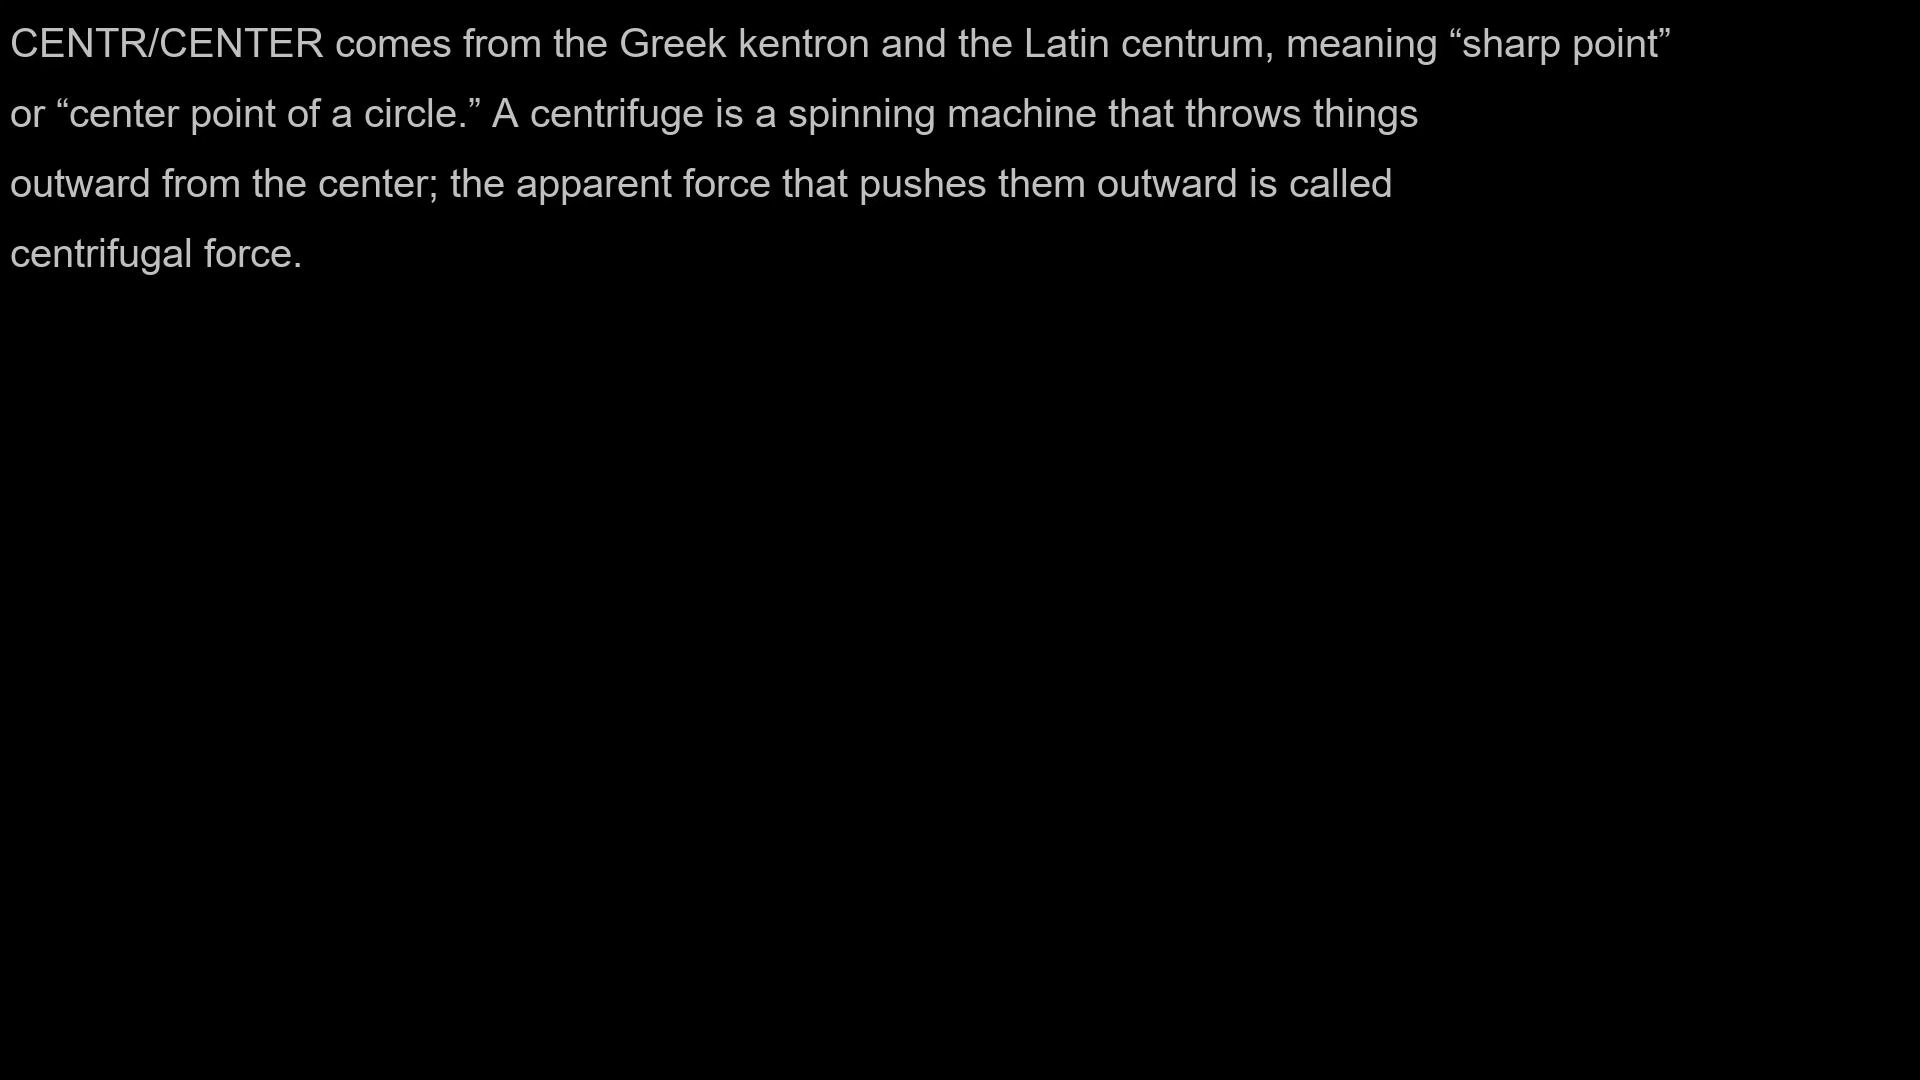 CENTR/CENTER comes from the Greek kentron and the Latin centrum, meaning “sharp point”
or “center point of a circle.” A centrifuge is a spinning machine that throws things
outward from the center; the apparent force that pushes them outward is called
centrifugal force.